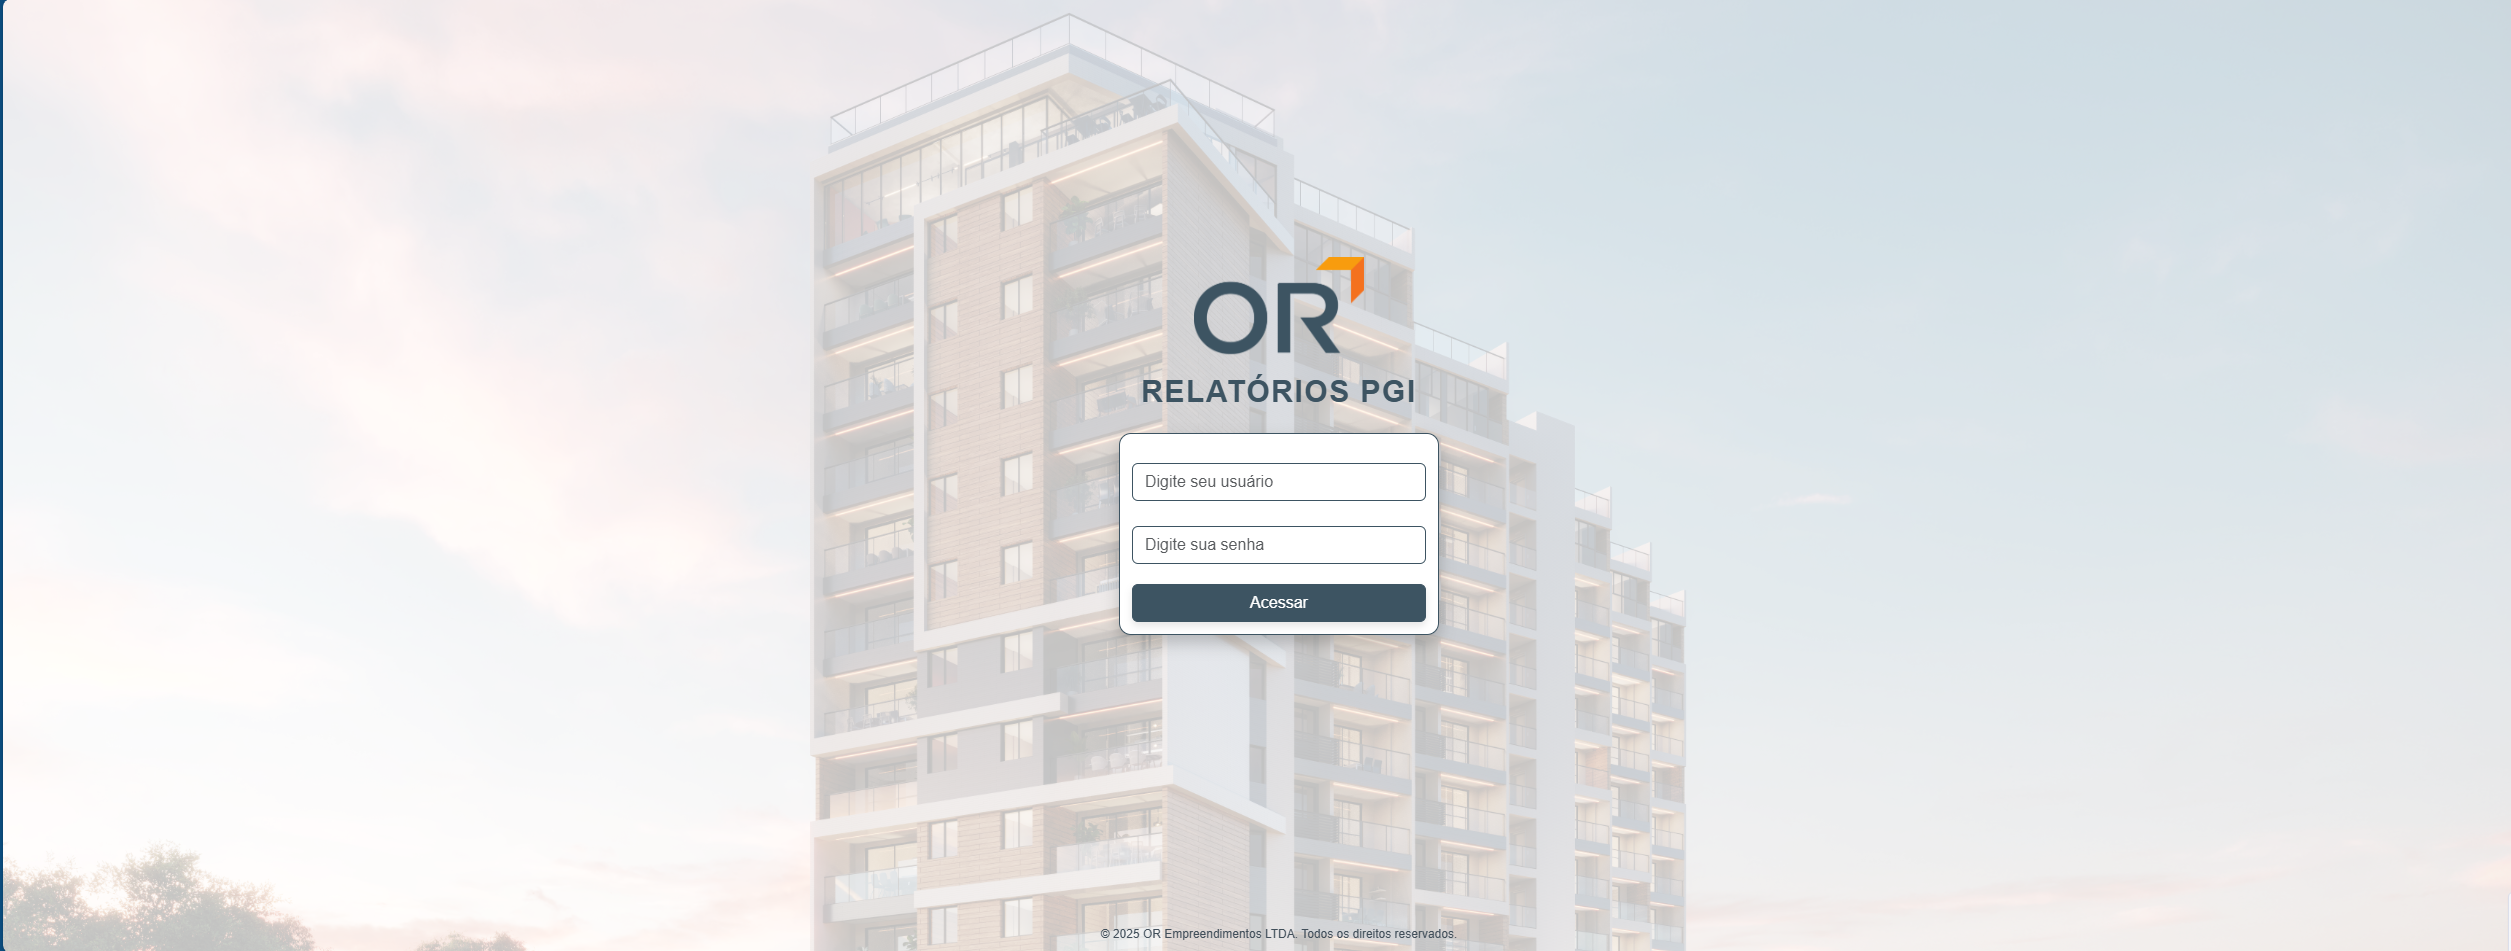 OR
RELATÓRIOS PGI
Digite seu usuário
Digite sua senha
Acessar
© 2025 OR Empreendimentos LTDA. Todos os direitos reservados.